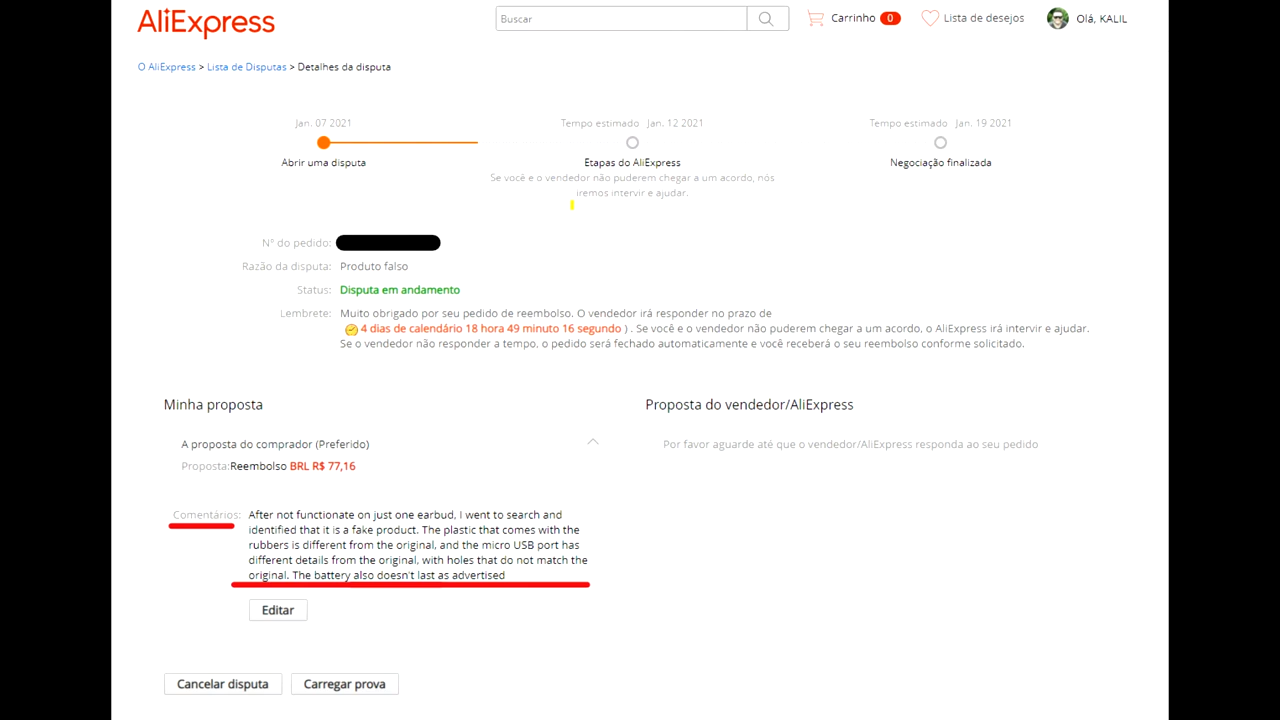 AliExpress
Buscar
Carrinho 0
Lista de desejos
Olá, KALIL
O AliExpress > Lista de Disputas > Detalhes da disputa
Jan. 07 2021
Tempo estimado Jan. 12 2021
Tempo estimado Jan. 19 2021
Abrir uma disputa
Etapas do AliExpress
Negociação finalizada
Se você e o vendedor não puderem chegar a um acordo, nós
iremos intervir e ajudar.
Nº do pedido:
Razão da disputa: Produto falso
Status: Disputa em andamento
Lembrete: Muito obrigado por seu pedido de reembolso. O vendedor irá responder no prazo de
4 dias de calendário 18 hora 49 minuto 16 segundo ) . Se você e o vendedor não puderem chegar a um acordo, o AliExpress irá intervir e ajudar.
Se o vendedor não responder a tempo, o pedido será fechado automaticamente e você receberá o seu reembolso conforme solicitado.
Minha proposta
A proposta do comprador (Preferido)
Proposta:Reembolso BRL R$ 77,16
Comentários: After not functionate on just one earbud, I went to search and
identified that it is a fake product. The plastic that comes with the
rubbers is different from the original, and the micro USB port has
different details from the original, with holes that do not match the
original. The battery also doesn't last as advertised
Editar
Proposta do vendedor/AliExpress
Por favor aguarde até que o vendedor/AliExpress responda ao seu pedido
Cancelar disputa
Carregar prova